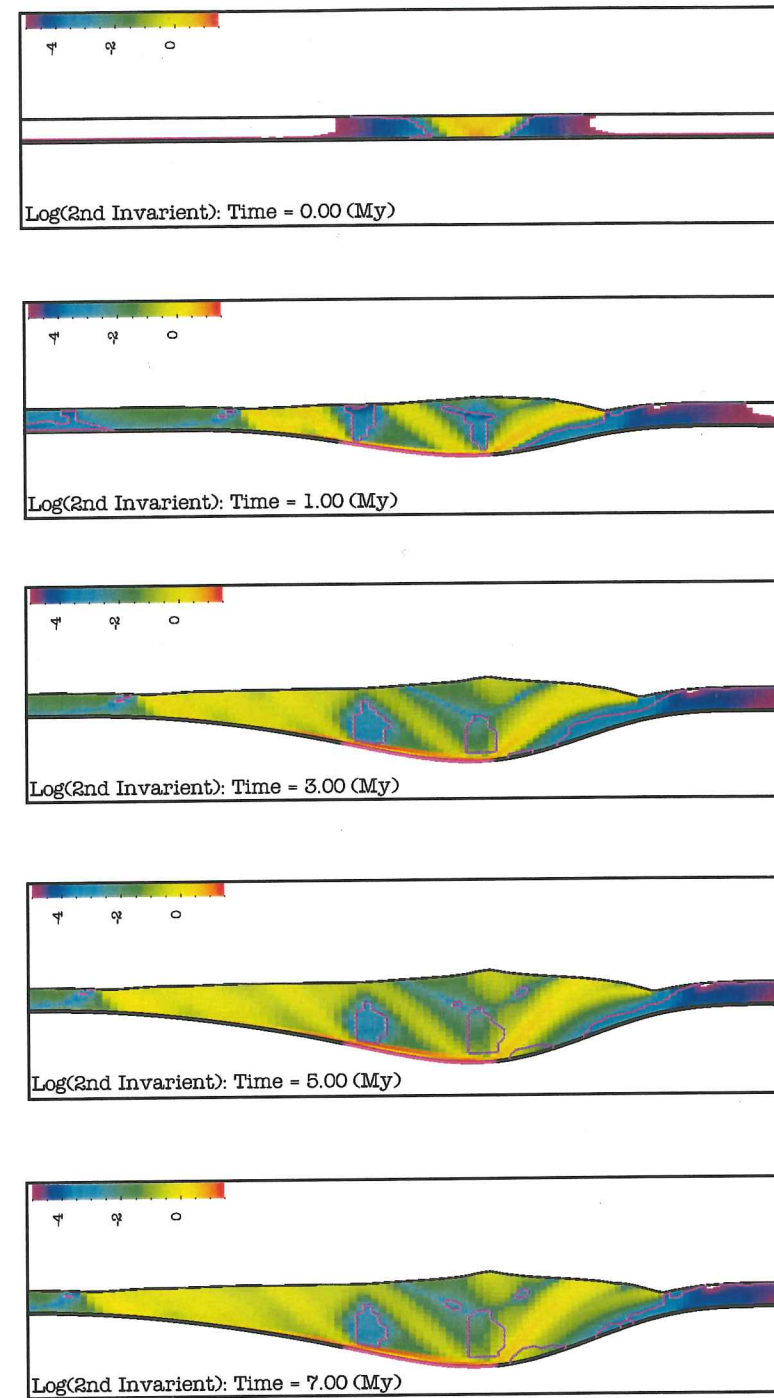 -4 -2 0
Log(2nd Invarient): Time = 0.00 (My)
-4 -2 0
Log(2nd Invarient): Time = 1.00 (My)
-4 -2 0
Log(2nd Invarient): Time = 3.00 (My)
-4 -2 0
Log(2nd Invarient): Time = 5.00 (My)
-4 -2 0
Log(2nd Invarient): Time = 7.00 (My)